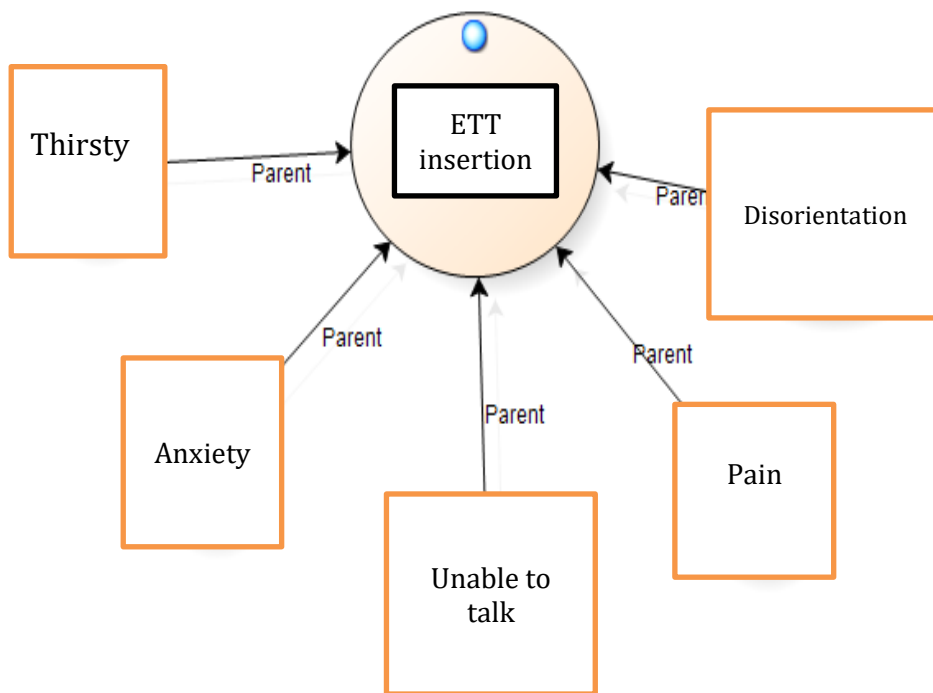 ETT
insertion
Thirsty
Parent
Parent
Disorientation
Parent
Parent
Parent
Anxiety
Pain
Unable to
talk